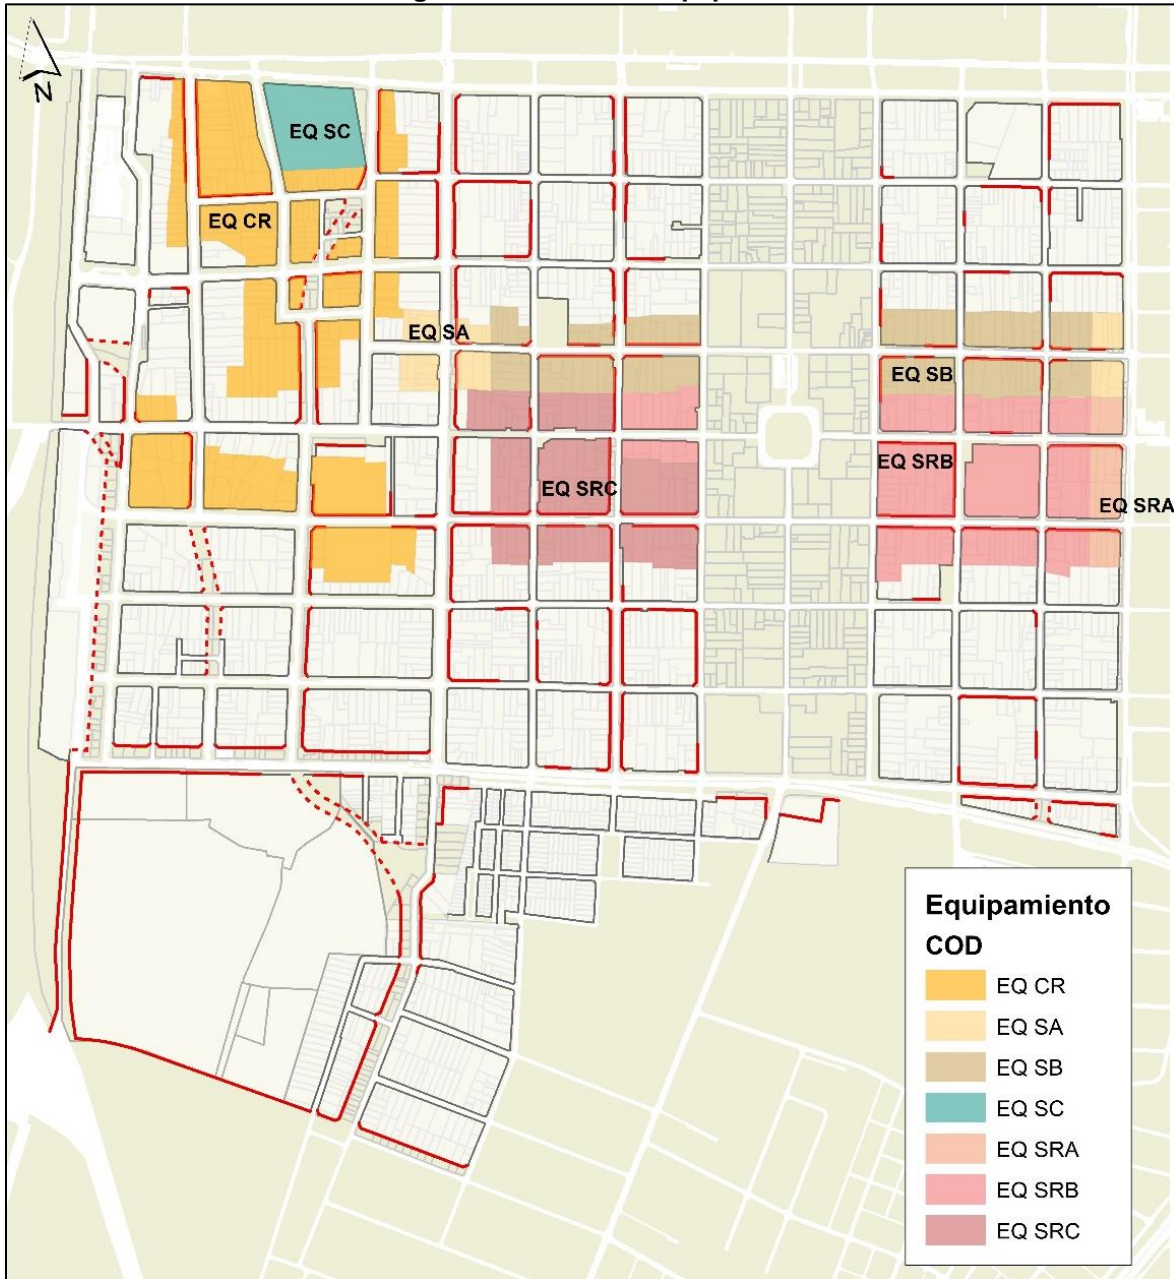 N
EQ SC
EQ CR
EQ SA
EQ SB
EQ SRB
EQ SRC
EQ SRA
Equipamiento
COD
EQ CR
EQ SA
EQ SB
EQ SC
EQ SRA
EQ SRB
EQ SRC